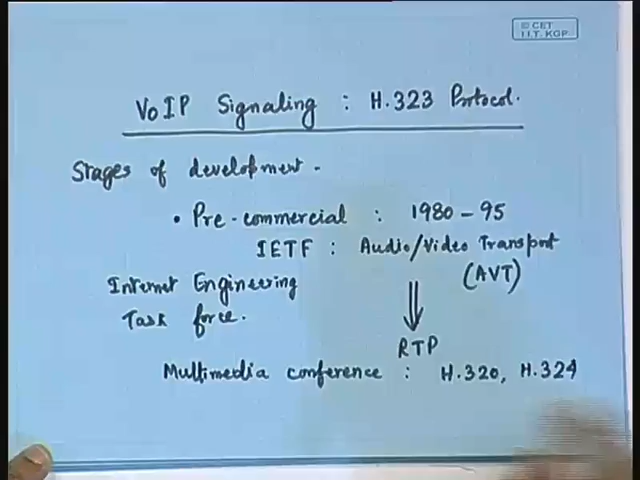 © CET
I.I.T. KGP
VoIP Signaling : H.323 Protocol.
Stages of development.
• Pre-commercial : 1980-95
IETF : Audio/Video Transport
(AVT)
Internet Engineering
Task force.
RTP
Multimedia conference : H.320, H.324